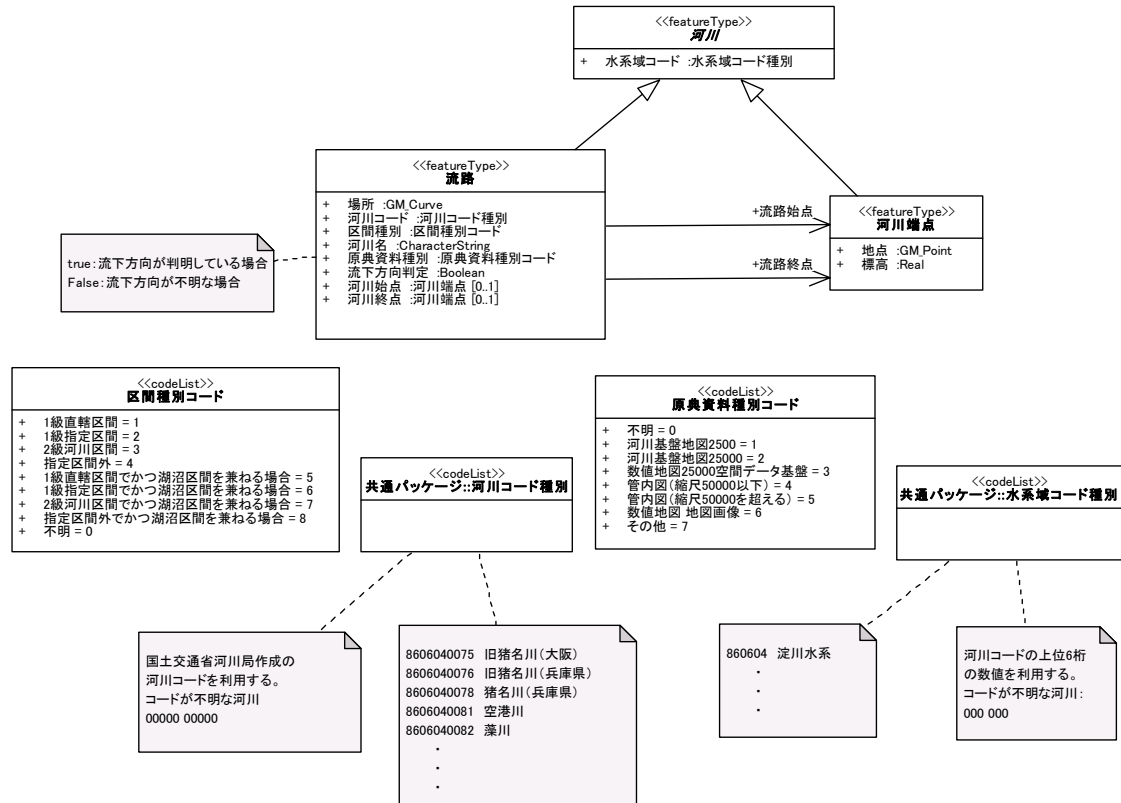 <<featureType>>
河川
+ 水系域コード :水系域コード種別
<<featureType>>
流路
+ 場所 :GM_Curve
+ 河川コード :河川コード種別
+ 区間種別 :区間種別コード
+ 河川名 :CharacterString
+ 原典資料種別 :原典資料種別コード
+ 流下方向判定 :Boolean
+ 河川始点 :河川端点 [0..1]
+ 河川終点 :河川端点 [0..1]
+流路始点
+流路終点
<<featureType>>
河川端点
+ 地点 :GM_Point
+ 標高 :Real
true:流下方向が判明している場合
False:流下方向が不明な場合
<<codeList>>
区間種別コード
+ 1級直轄区間 = 1
+ 1級指定区間 = 2
+ 2級河川区間 = 3
+ 指定区間外 = 4
+ 1級直轄区間でかつ湖沼区間を兼ねる場合 = 5
+ 1級指定区間でかつ湖沼区間を兼ねる場合 = 6
+ 2級河川区間でかつ湖沼区間を兼ねる場合 = 7
+ 指定区間外でかつ湖沼区間を兼ねる場合 = 8
+ 不明 = 0
<<codeList>>
共通パッケージ::河川コード種別
<<codeList>>
原典資料種別コード
+ 不明 = 0
+ 河川基盤地図2500 = 1
+ 河川基盤地図25000 = 2
+ 数値地図25000空間データ基盤 = 3
+ 管内図(縮尺50000以下) = 4
+ 管内図(縮尺50000を超える) = 5
+ 数値地図 地図画像 = 6
+ その他 = 7
<<codeList>>
共通パッケージ::水系域コード種別
国土交通省河川局作成の
河川コードを利用する。
コードが不明な河川
00000 00000
8606040075 旧猪名川(大阪)
8606040076 旧猪名川(兵庫県)
8606040078 猪名川(兵庫県)
8606040081 空港川
8606040082 藻川
・
・
・
860604 淀川水系
・
・
・
河川コードの上位6桁
の数値を利用する。
コードが不明な河川:
000 000